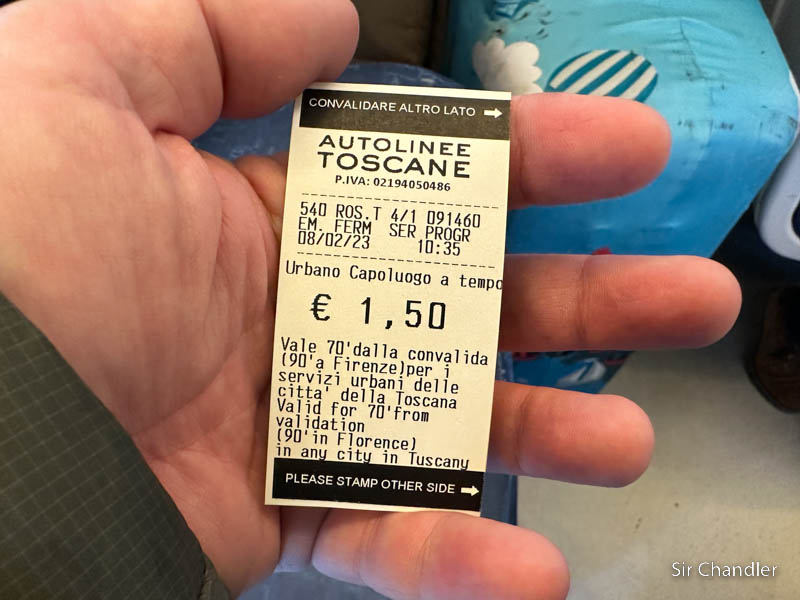 CONVALIDARE ALTRO LATO
AUTOLINEE
TOSCANE
P.IVA: 02194050486
540 ROS.T 4/1 091460
EM. FERM SER PROGR
08/02/23 10:35
Urbano Capoluogo a tempo
€ 1,50
Vale 70'dalla convalida
(90'a Firenze)per i
servizi urbani delle
citta' della Toscana
Valid for 70'from
validation
(90'in Florence)
in any city in Tuscany
PLEASE STAMP OTHER SIDE
Sir Chandler